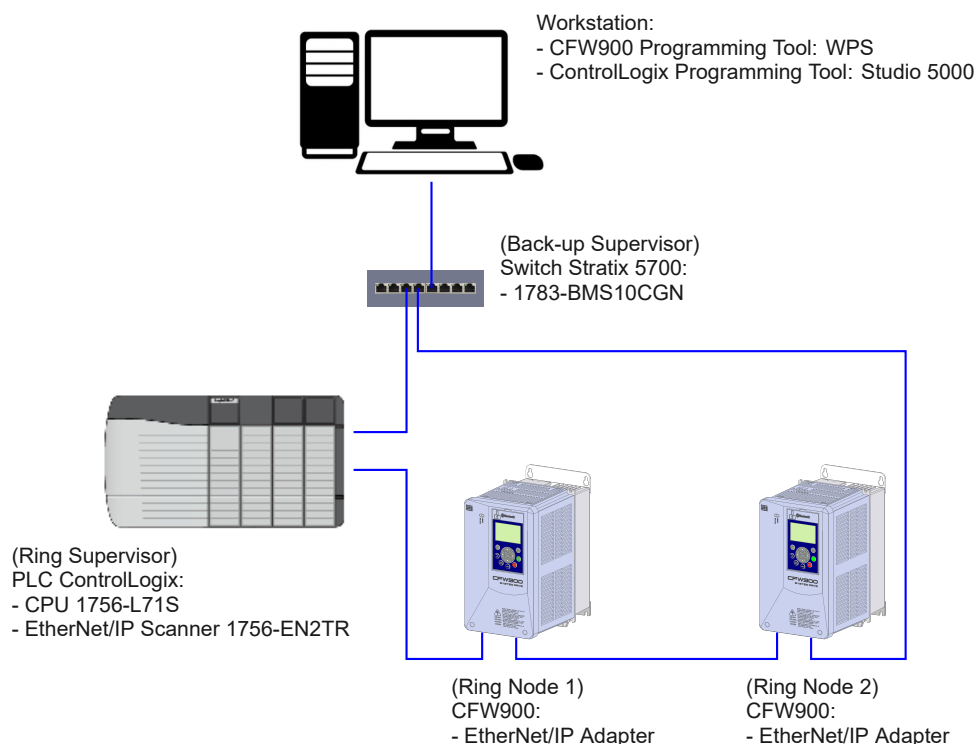 Workstation:
- CFW900 Programming Tool: WPS
- ControlLogix Programming Tool: Studio 5000
(Back-up Supervisor)
Switch Stratix 5700:
- 1783-BMS10CGN
(Ring Supervisor)
PLC ControlLogix:
- CPU 1756-L71S
- EtherNet/IP Scanner 1756-EN2TR
CFW900
CFW900
(Ring Node 1)
CFW900:
- EtherNet/IP Adapter
(Ring Node 2)
CFW900:
- EtherNet/IP Adapter